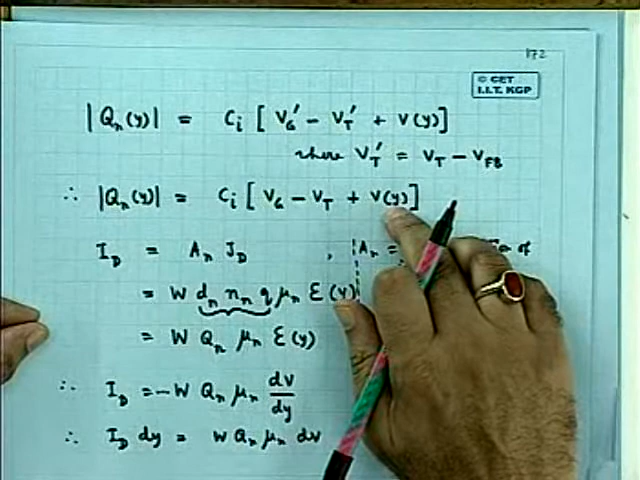 172
© CET
I.I.T. KGP
|Qn(y)| = Ci [ VG' - VT' + V(y)]
where VT' = VT - VFB
∴ |Qn(y)| = Ci [ VG - VT + V(y)]
ID = An JD , An = of
= W dn nn q μn Ɛ(y)
= W Qn μn Ɛ(y)
∴ ID = -W Qn μn dV/dy
∴ ID dy = W Qn μn dV